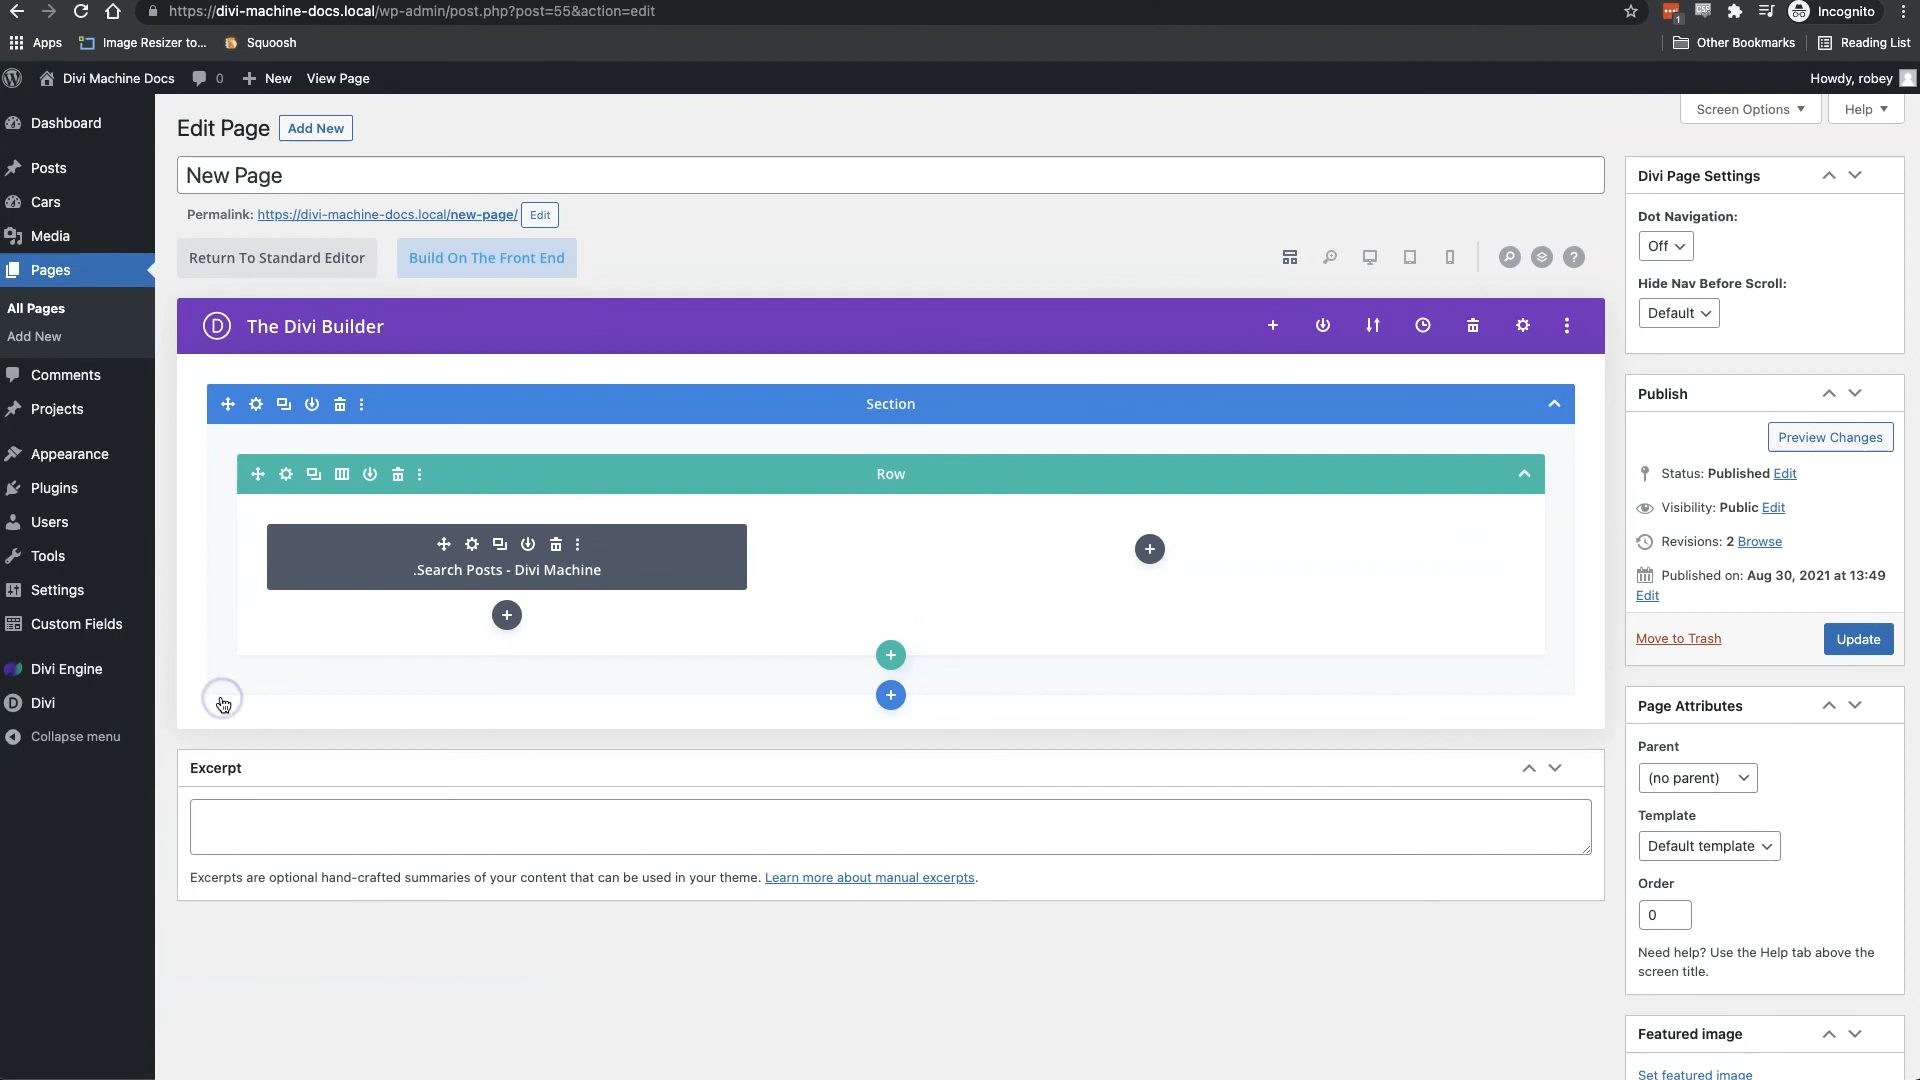 https://divi-machine-docs.local/wp-admin/post.php?post=55&action=edit
1
Incognito
Apps
Image Resizer to...
Squoosh
Other Bookmarks
Reading List
Divi Machine Docs
0
New
View Page
Howdy, robey
Dashboard
Posts
Cars
Media
Pages
All Pages
Add New
Comments
Projects
Appearance
Plugins
Users
Tools
Settings
Custom Fields
Divi Engine
Divi
Collapse menu
Screen Options
Help
Edit Page
Add New
New Page
Permalink: https://divi-machine-docs.local/new-page/ Edit
Return To Standard Editor
Build On The Front End
The Divi Builder
Section
Row
.Search Posts - Divi Machine
Excerpt
Excerpts are optional hand-crafted summaries of your content that can be used in your theme. Learn more about manual excerpts.
Divi Page Settings
Dot Navigation:
Off
Hide Nav Before Scroll:
Default
Publish
Preview Changes
Status: Published Edit
Visibility: Public Edit
Revisions: 2 Browse
Published on: Aug 30, 2021 at 13:49
Edit
Move to Trash
Update
Page Attributes
Parent
(no parent)
Template
Default template
Order
0
Need help? Use the Help tab above the
screen title.
Featured image
Set featured image